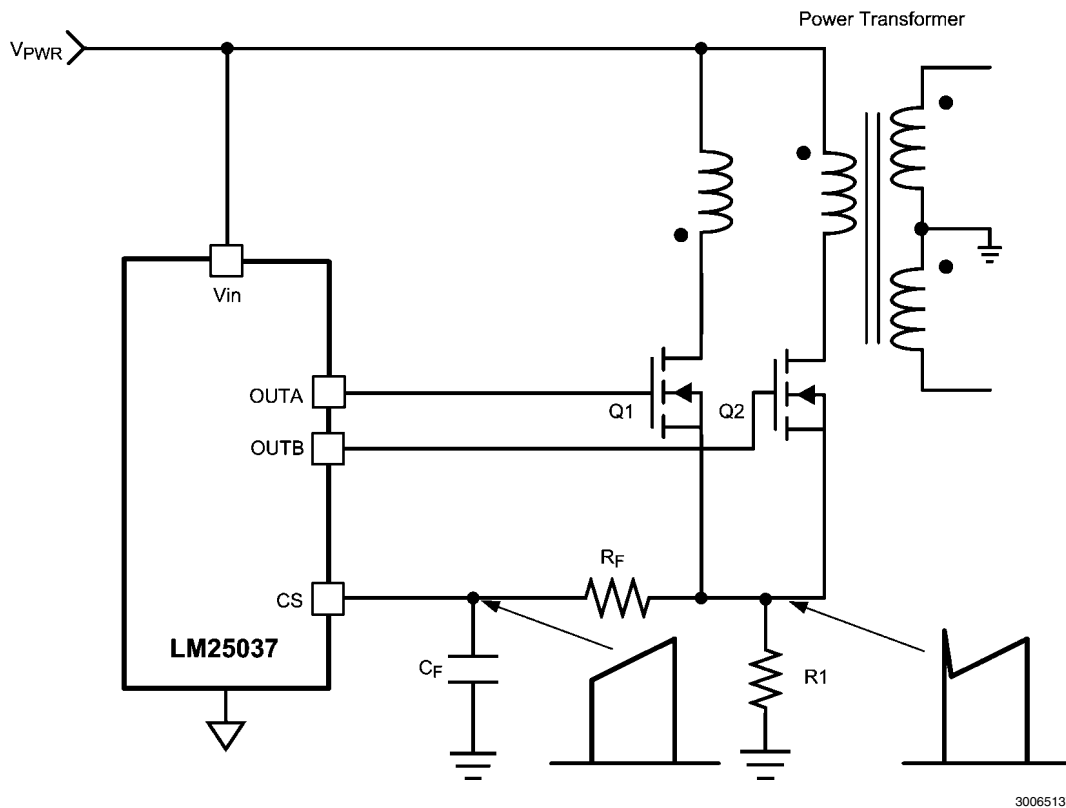 Power Transformer
VPWR
Vin
OUTA
Q1
Q2
OUTB
RF
CS
LM25037
CF
R1
3006513